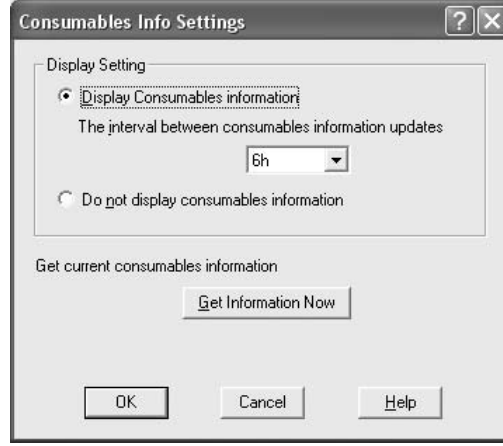 Consumables Info Settings
Display Setting
Display Consumables information
The interval between consumables information updates
6h
Do not display consumables information
Get current consumables information
Get Information Now
OK Cancel Help